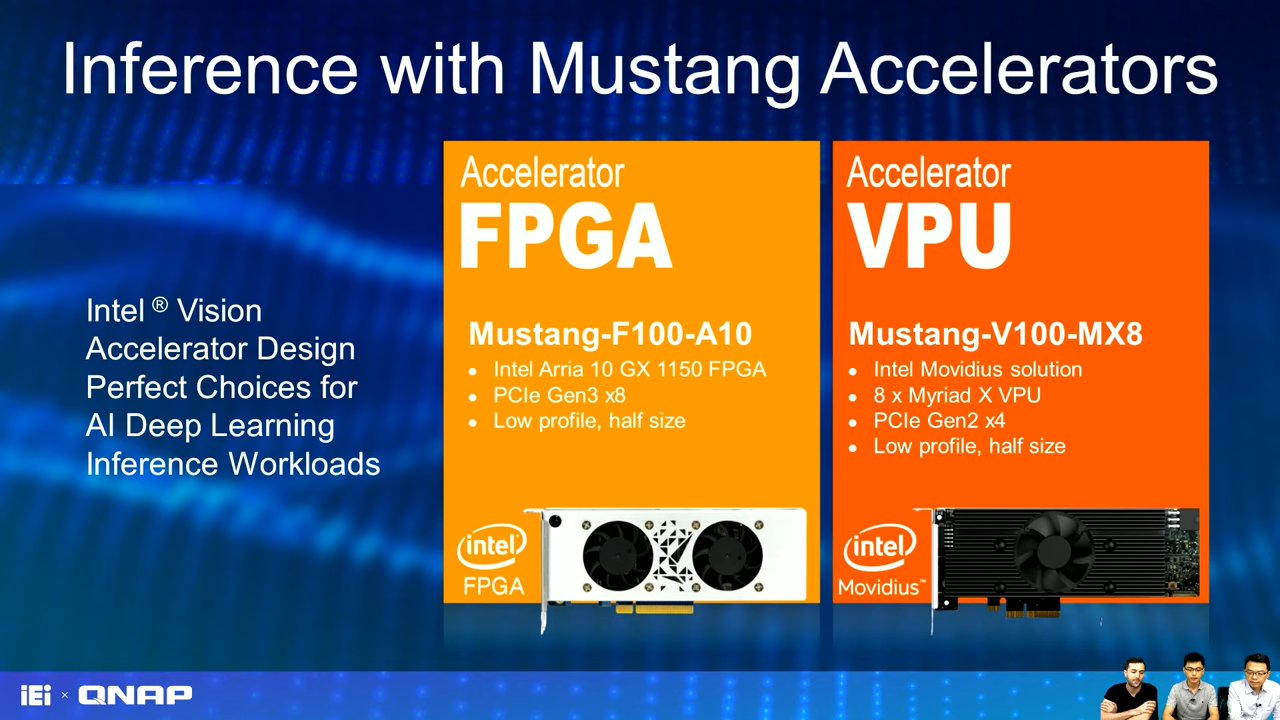 Inference with Mustang Accelerators
Intel ® Vision
Accelerator Design
Perfect Choices for
AI Deep Learning
Inference Workloads
Accelerator
FPGA
Mustang-F100-A10
• Intel Arria 10 GX 1150 FPGA
• PCIe Gen3 x8
• Low profile, half size
intel
FPGA
Accelerator
VPU
Mustang-V100-MX8
• Intel Movidius solution
• 8 x Myriad X VPU
• PCIe Gen2 x4
• Low profile, half size
intel
Movidius™
iEi × QNAP